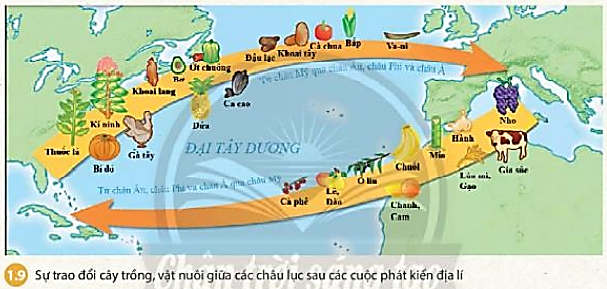 Va-ni
Bắp
Cà chua
Khoai tây
Đậu lạc
Ớt chuông
Bơ
Khoai lang
Ca cao
Từ châu Mỹ qua châu Âu, châu Phi và châu Á
Dứa
Kí ninh
Thuốc lá
Gà tây
Bí đỏ
ĐẠI TÂY DƯƠNG
Nho
Hành
Mía
Gia súc
Lúa mì,
Gạo
Chuối
Chanh,
Cam
Ô liu
Lê,
Đào
Cà phê
Từ châu Âu, châu Phi và châu Á qua châu Mỹ
Chân trời sáng tạo
1.9 Sự trao đổi cây trồng, vật nuôi giữa các châu lục sau các cuộc phát kiến địa lí